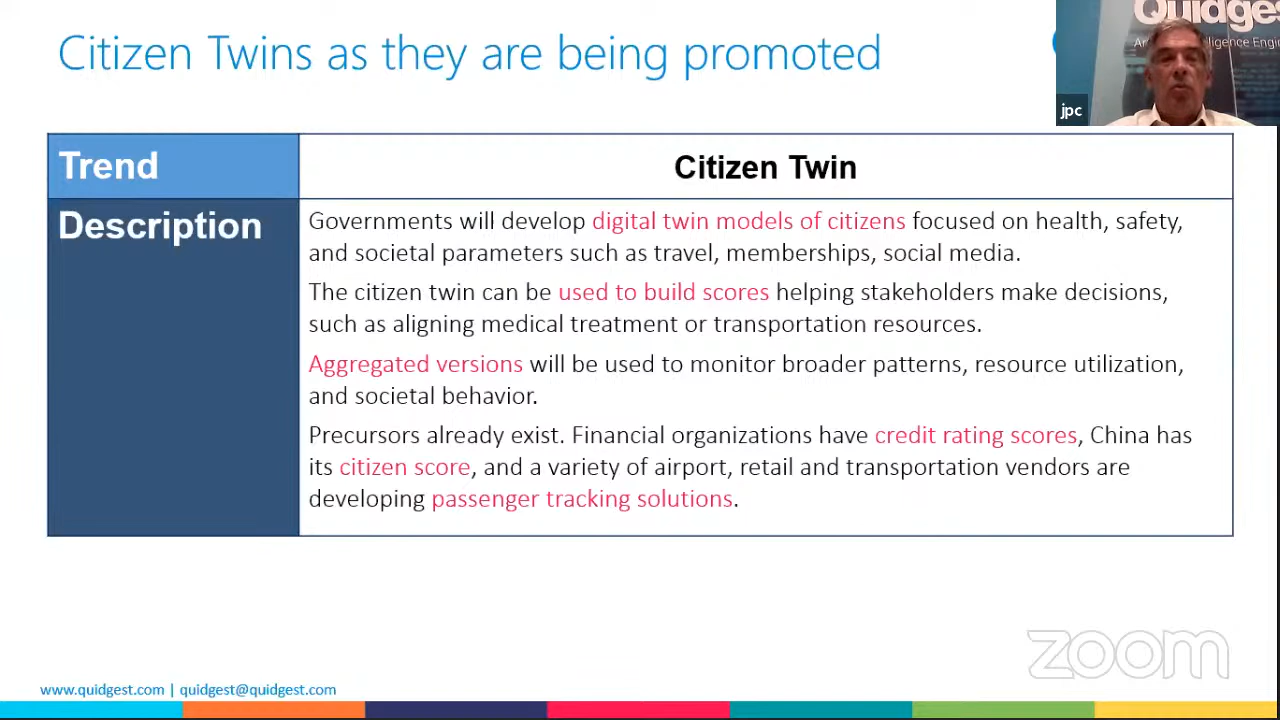 Citizen Twins as they are being promoted
Quidges
jpc
Trend
Citizen Twin
Description
Governments will develop digital twin models of citizens focused on health, safety,
and societal parameters such as travel, memberships, social media.
The citizen twin can be used to build scores helping stakeholders make decisions,
such as aligning medical treatment or transportation resources.
Aggregated versions will be used to monitor broader patterns, resource utilization,
and societal behavior.
Precursors already exist. Financial organizations have credit rating scores, China has
its citizen score, and a variety of airport, retail and transportation vendors are
developing passenger tracking solutions.
zoom
www.quidgest.com | quidgest@quidgest.com